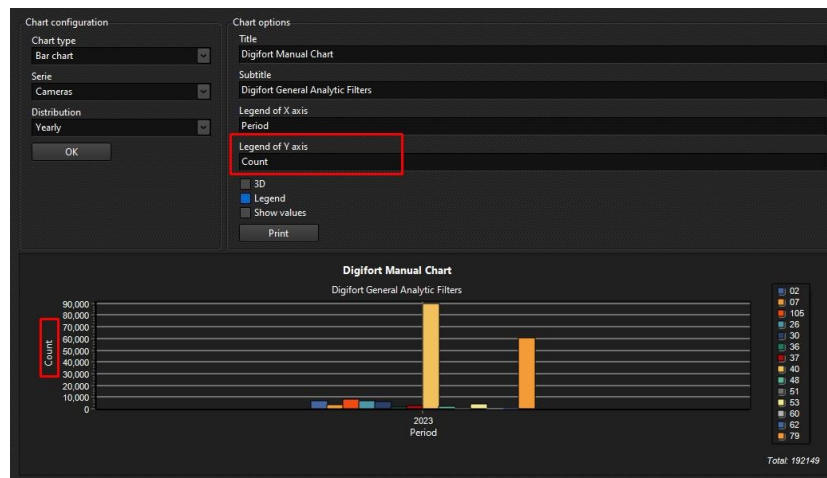 Chart configuration
Chart type
Bar chart
Serie
Cameras
Distribution
Yearly
OK
Chart options
Title
Digifort Manual Chart
Subtitle
Digifort General Analytic Filters
Legend of X axis
Period
Legend of Y axis
Count
3D
Legend
Show values
Print
Digifort Manual Chart
Digifort General Analytic Filters
90,000
80,000
70,000
60,000
50,000
40,000
30,000
20,000
10,000
0
Count
2023
Period
02
07
105
26
30
36
37
40
48
51
53
60
62
79
Total: 192149